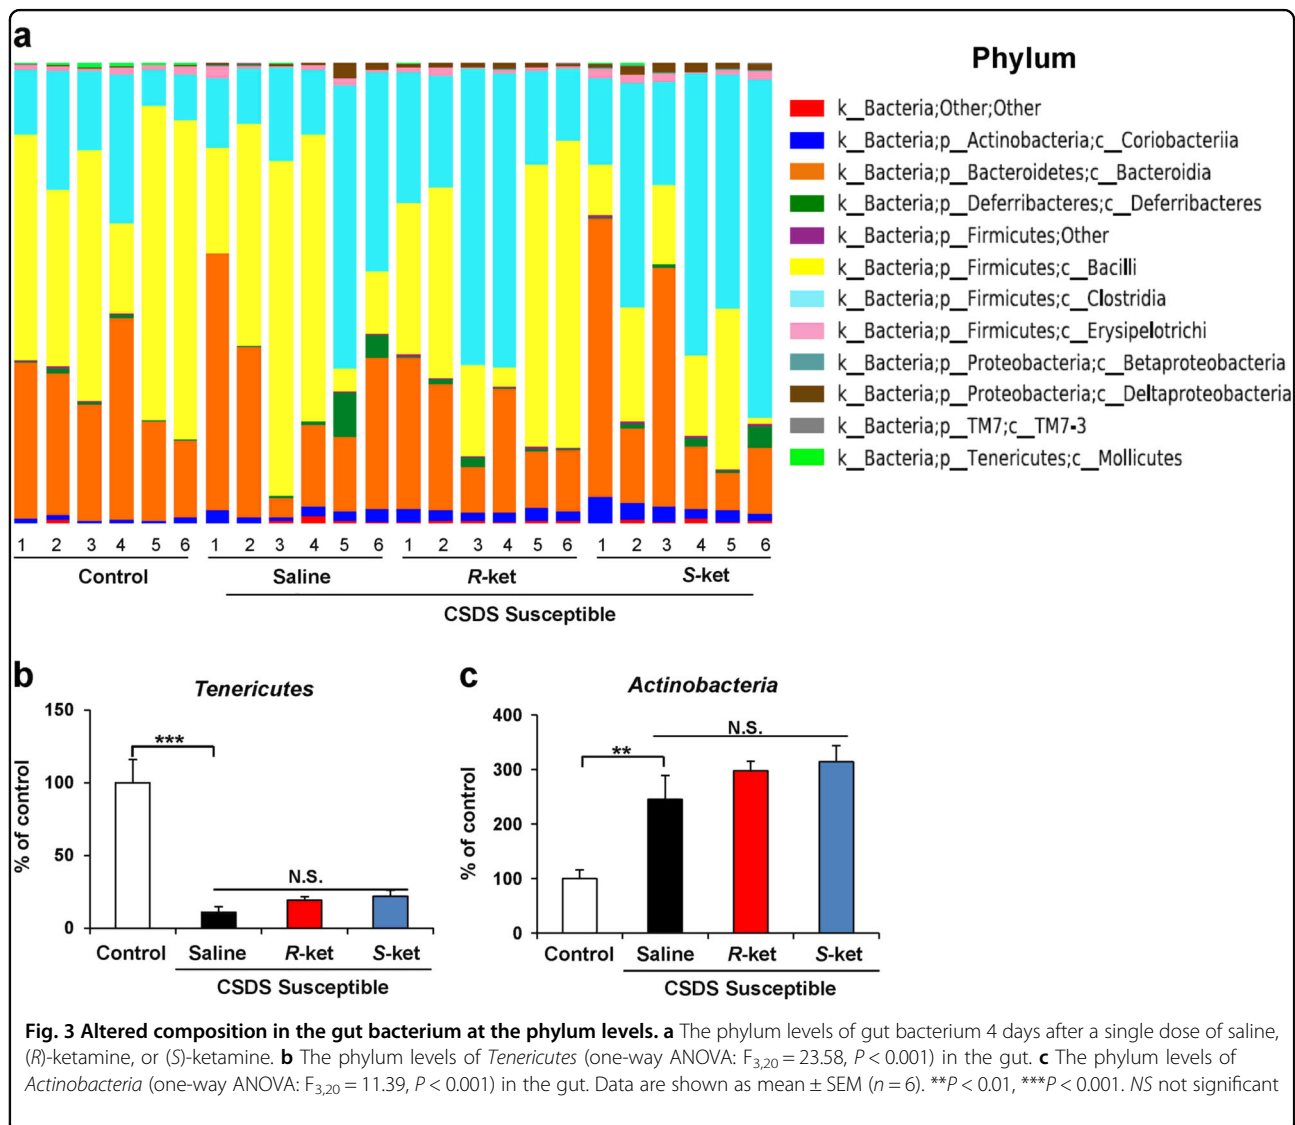 a
Phylum
k__Bacteria;Other;Other
k__Bacteria;p__Actinobacteria;c__Coriobacteriia
k__Bacteria;p__Bacteroidetes;c__Bacteroidia
k__Bacteria;p__Deferribacteres;c__Deferribacteres
k__Bacteria;p__Firmicutes;Other
k__Bacteria;p__Firmicutes;c__Bacilli
k__Bacteria;p__Firmicutes;c__Clostridia
k__Bacteria;p__Firmicutes;c__Erysipelotrichi
k__Bacteria;p__Proteobacteria;c__Betaproteobacteria
k__Bacteria;p__Proteobacteria;c__Deltaproteobacteria
k__Bacteria;p__TM7;c__TM7-3
k__Bacteria;p__Tenericutes;c__Mollicutes
1 2 3 4 5 6 1 2 3 4 5 6 1 2 3 4 5 6 1 2 3 4 5 6
Control Saline R-ket S-ket
CSDS Susceptible
b
Tenericutes
% of control
150
100
50
0
***
N.S.
Control Saline R-ket S-ket
CSDS Susceptible
c
Actinobacteria
% of control
400
300
200
100
0
**
N.S.
Control Saline R-ket S-ket
CSDS Susceptible
Fig. 3 Altered composition in the gut bacterium at the phylum levels. a The phylum levels of gut bacterium 4 days after a single dose of saline,
(R)-ketamine, or (S)-ketamine. b The phylum levels of Tenericutes (one-way ANOVA: F3,20 = 23.58, P < 0.001) in the gut. c The phylum levels of
Actinobacteria (one-way ANOVA: F3,20 = 11.39, P < 0.001) in the gut. Data are shown as mean ± SEM (n = 6). **P < 0.01, ***P < 0.001. NS not significant